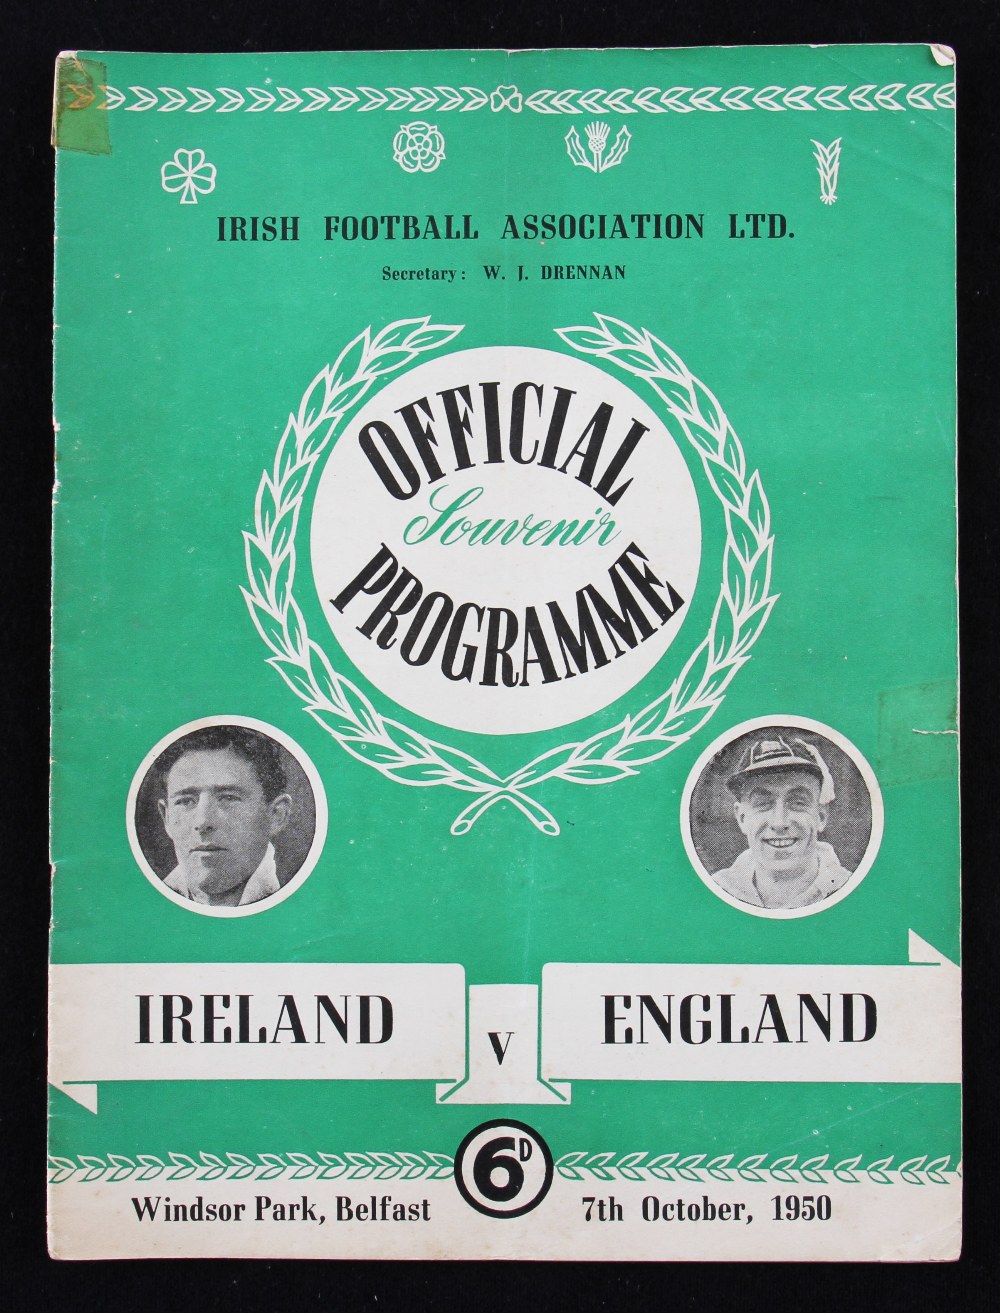 IRISH FOOTBALL ASSOCIATION LTD.
Secretary: W. J. DRENNAN
OFFICIAL
Souvenir
PROGRAMME
IRELAND V ENGLAND
6D
Windsor Park, Belfast 7th October, 1950